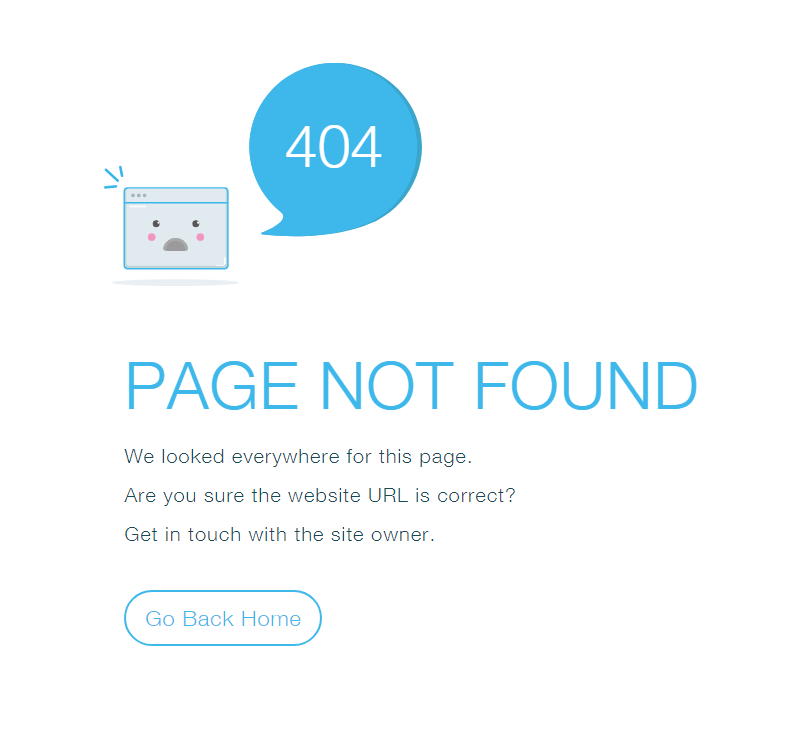 404
PAGE NOT FOUND
We looked everywhere for this page.
Are you sure the website URL is correct?
Get in touch with the site owner.
Go Back Home